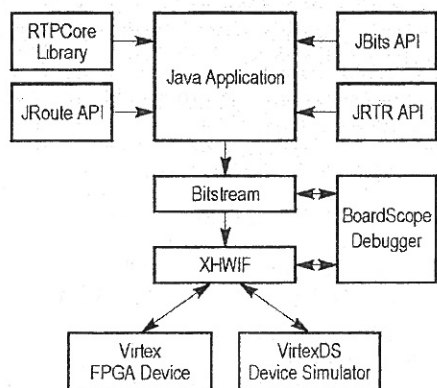 RTPCore
Library
Java Application
JBits API
JRoute API
JRTR API
Bitstream
BoardScope
Debugger
XHWIF
Virtex
FPGA Device
VirtexDS
Device Simulator